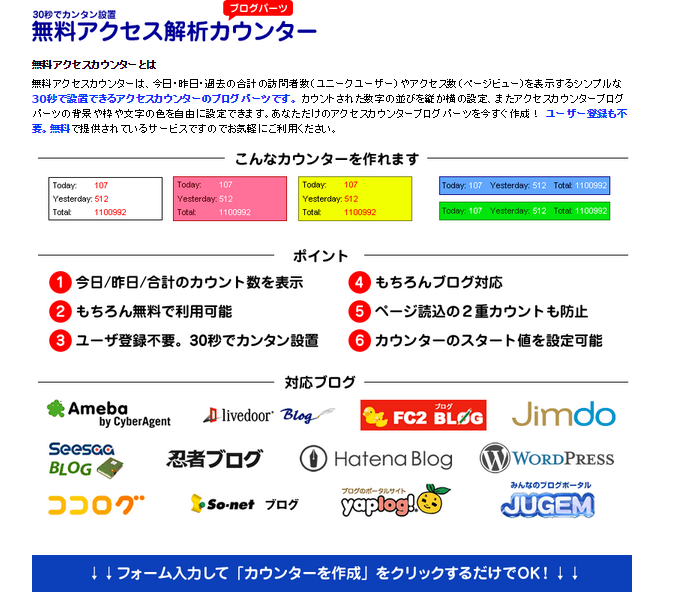 ブログパーツ
30秒でカンタン設置
無料アクセス解析カウンター
無料アクセスカウンターとは
無料アクセスカウンターは、今日・昨日・過去の合計の訪問者数(ユニークユーザー)やアクセス数(ページビュー)を表示するシンプルな
30秒で設置できるアクセスカウンターのブログパーツです。カウントされた数字の並びを縦か横の設定、またアクセスカウンターブログ
パーツの背景や枠や文字の色を自由に設定できます。あなただけのアクセスカウンターブログパーツを今すぐ作成！ ユーザー登録も不
要。無料で提供されているサービスですのでお気軽にご利用ください。
こんなカウンターを作れます
Today: 107
Yesterday: 512
Total: 1100992
Today: 107
Yesterday: 512
Total: 1100992
Today: 107
Yesterday: 512
Total: 1100992
Today: 107 Yesterday: 512 Total: 1100992
Today: 107 Yesterday: 512 Total: 1100992
ポイント
1 今日/昨日/合計のカウント数を表示
2 もちろん無料で利用可能
3 ユーザ登録不要。30秒でカンタン設置
4 もちろんブログ対応
5 ページ読込の２重カウントも防止
6 カウンターのスタート値を設定可能
対応ブログ
Ameba
by CyberAgent
livedoor Blog
ブログ
FC2 BLOG
Jimdo
Seesaa
BLOG
忍者ブログ
Hatena Blog
WORDPRESS
ココログ
So-net ブログ
ブログのポータルサイト
yaplog!
みんなのブログポータル
JUGEM
↓↓フォーム入力して「カウンターを作成」をクリックするだけでOK！↓↓